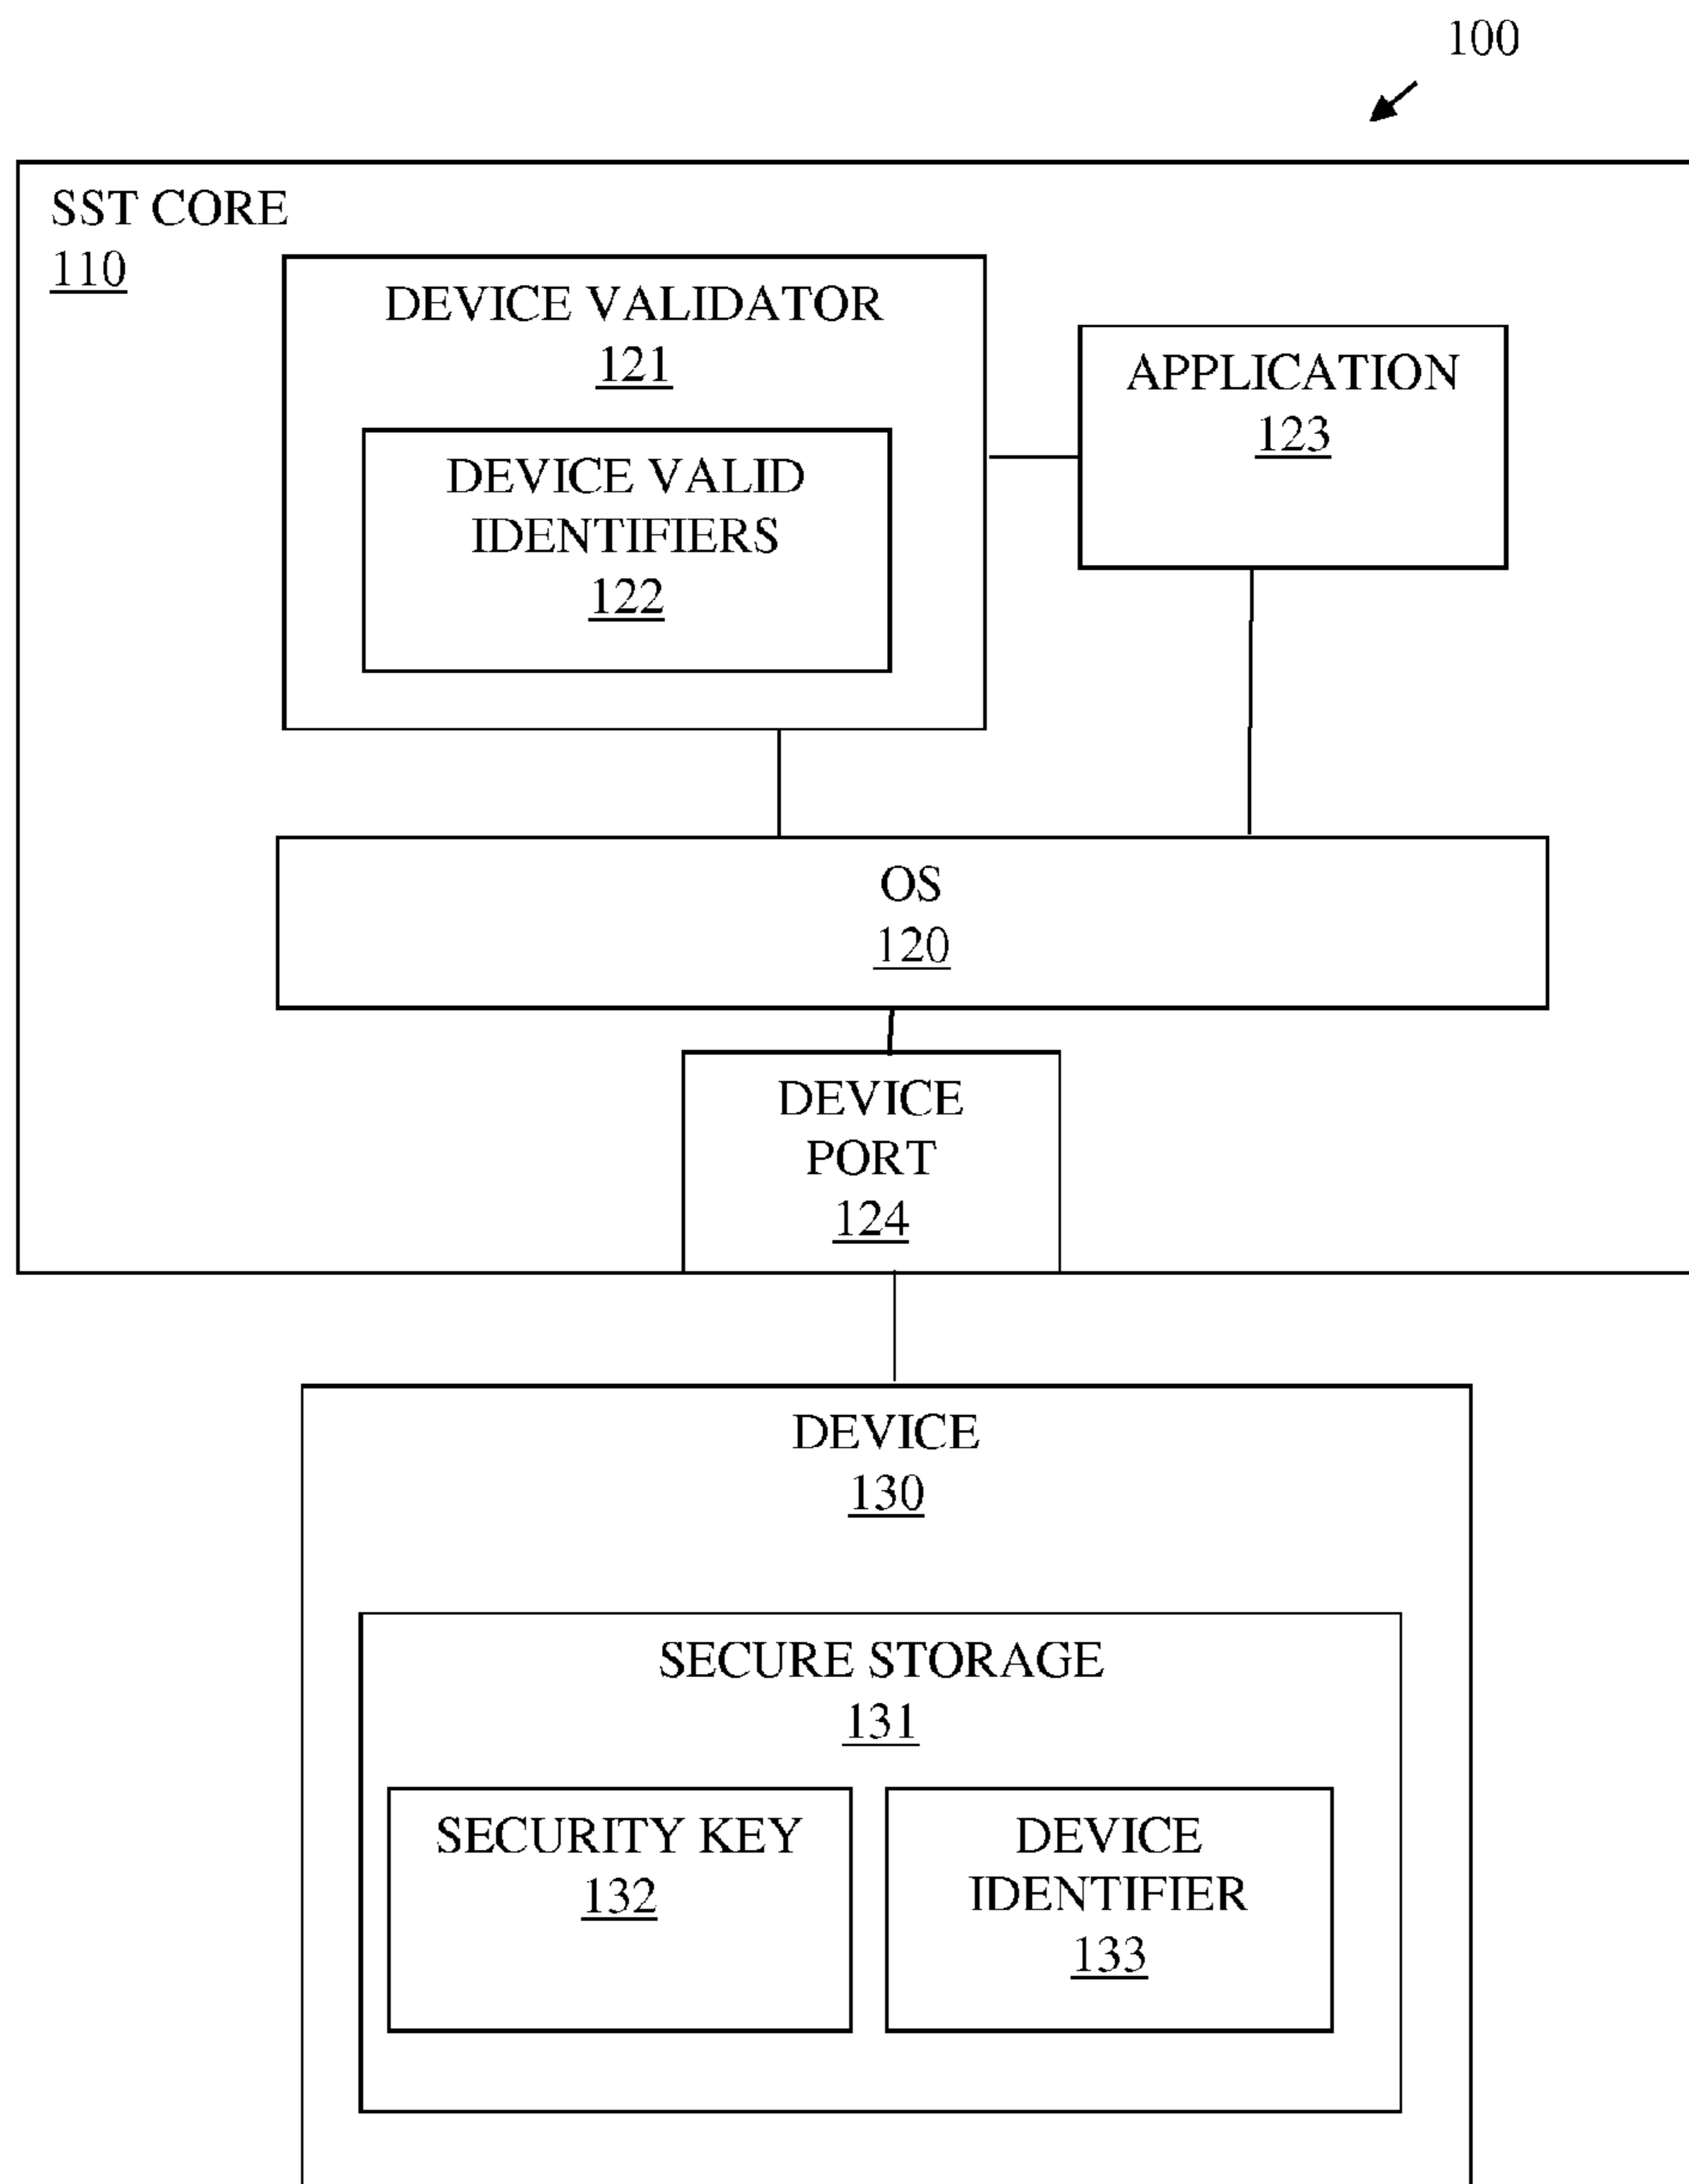 100
SST CORE
110
DEVICE VALIDATOR
121
DEVICE VALID
IDENTIFIERS
122
APPLICATION
123
OS
120
DEVICE
PORT
124
DEVICE
130
SECURE STORAGE
131
SECURITY KEY
132
DEVICE
IDENTIFIER
133